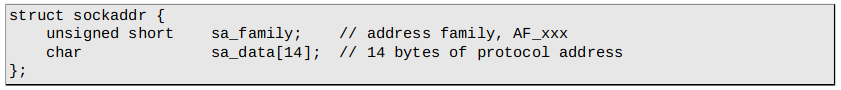 struct sockaddr {
    unsigned short    sa_family;    // address family, AF_xxx
    char              sa_data[14];  // 14 bytes of protocol address
};